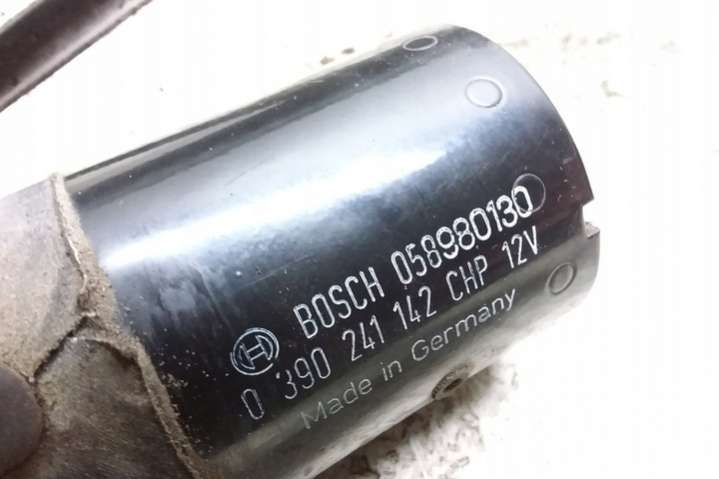 BOSCH 058980130
0 390 241 142 CHP 12V
Made in Germany